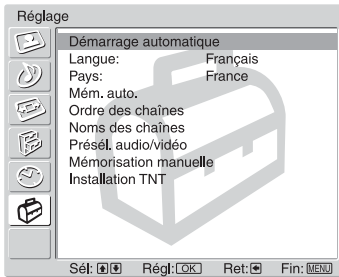 Réglage
Démarrage automatique
Langue: Français
Pays: France
Mém. auto.
Ordre des chaînes
Noms des chaînes
Présél. audio/vidéo
Mémorisation manuelle
Installation TNT
Sél: Régl: OK Ret: Fin: MENU